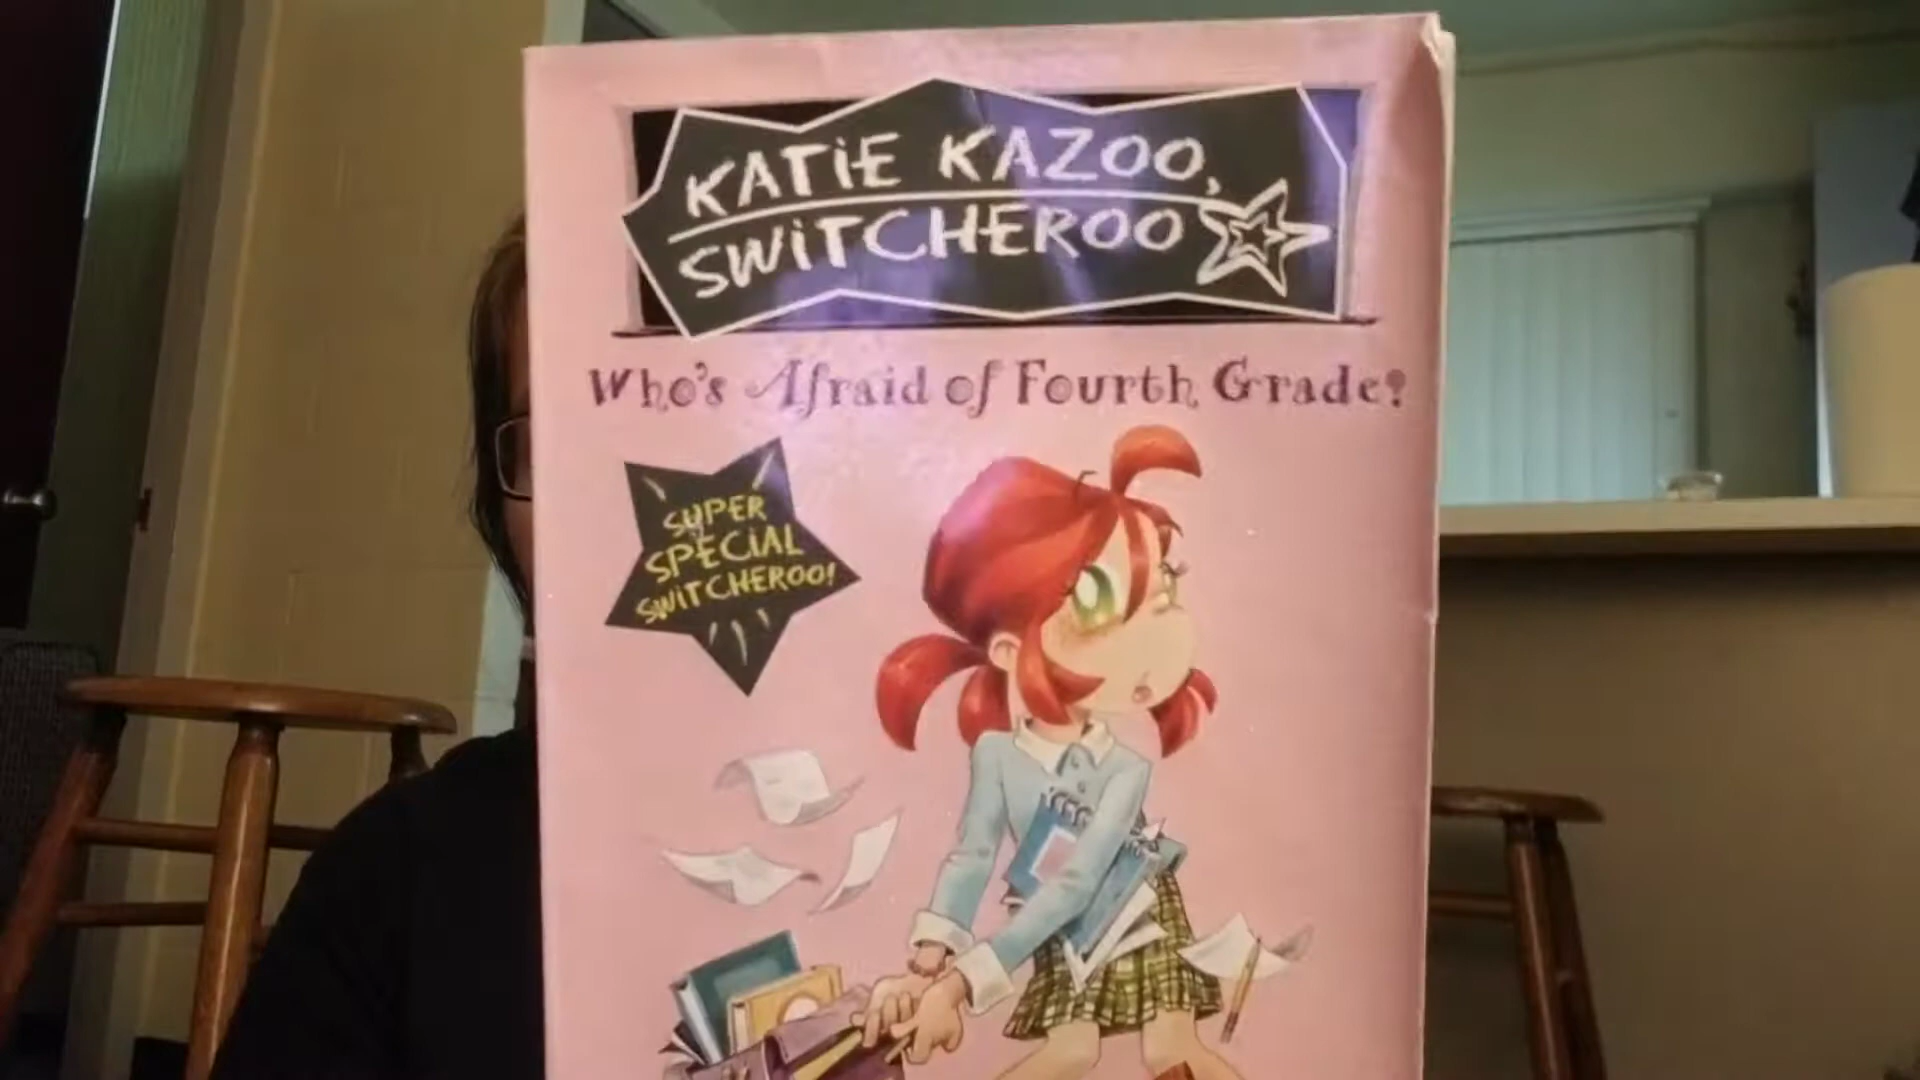 KATiE KAZOO,
SWiTCHEROO
Who's Afraid of Fourth Grade?
SUPER
SPECiAL
SWiTCHEROO!